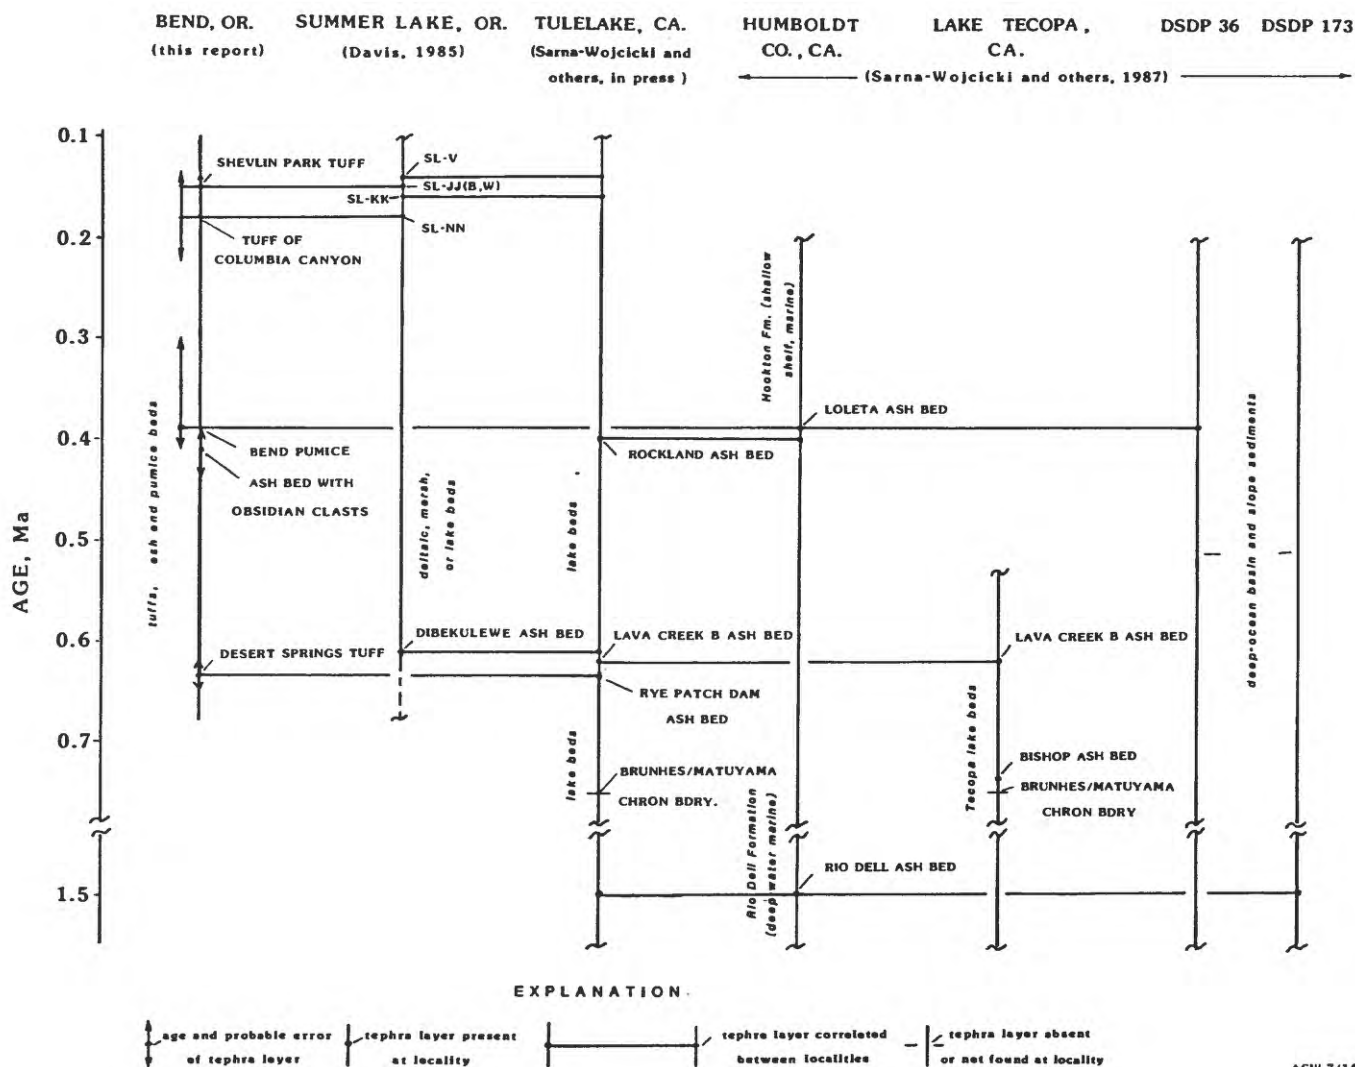 BEND, OR.
(this report)
SUMMER LAKE, OR.
(Davis, 1985)
TULELAKE, CA.
(Sarna-Wojcicki and
others, in press )
HUMBOLDT
CO., CA.
LAKE TECOPA,
CA.
DSDP 36
DSDP 173
(Sarna-Wojcicki and others, 1987)
AGE, Ma
0.1
0.2
0.3
0.4
0.5
0.6
0.7
1.5
SHEVLIN PARK TUFF
TUFF OF
COLUMBIA CANYON
BEND PUMICE
ASH BED WITH
OBSIDIAN CLASTS
DESERT SPRINGS TUFF
tuffs, ash and pumice beds
SL-V
SL-JJ(B,W)
SL-KK
SL-NN
deltaic, marsh,
or lake beds
DIBEKULEWE ASH BED
lake beds
ROCKLAND ASH BED
LAVA CREEK B ASH BED
RYE PATCH DAM
ASH BED
lake beds
BRUNHES/MATUYAMA
CHRON BDRY.
Hookton Fm. (shallow
shelf, marine)
LOLETA ASH BED
Rio Dell Formation
(deep water marine)
RIO DELL ASH BED
LAVA CREEK B ASH BED
Tecopa lake beds
BISHOP ASH BED
BRUNHES/MATUYAMA
CHRON BDRY
deep-ocean basin and slope sediments
EXPLANATION
age and probable error
of tephra layer
tephra layer present
at locality
tephra layer correlated
between localities
tephra layer absent
or not found at locality